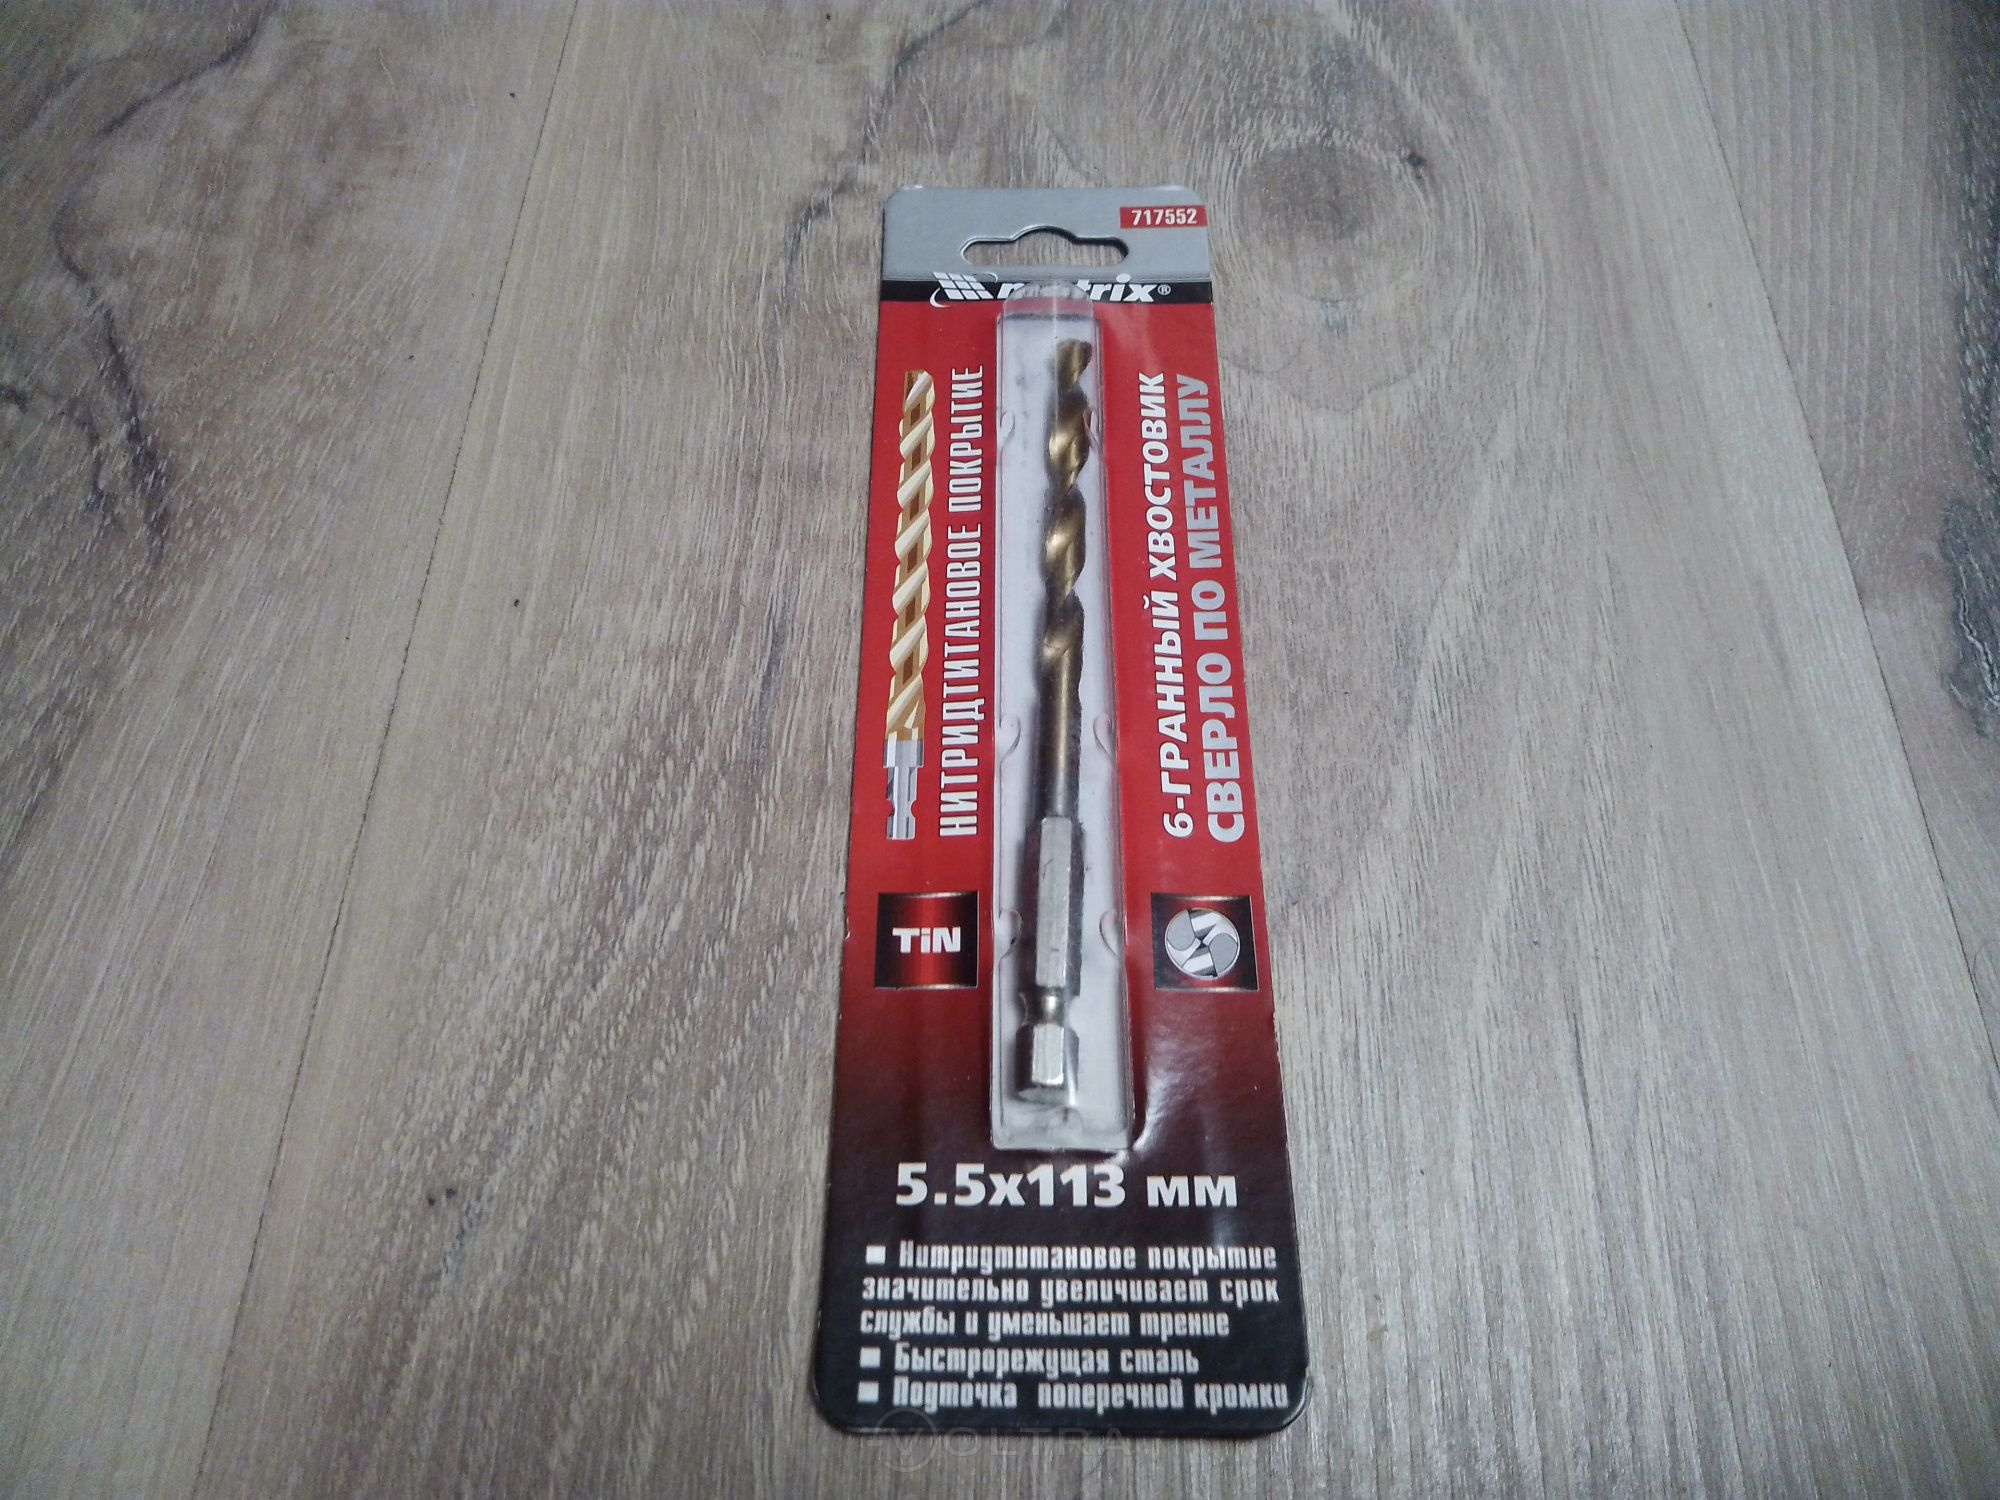 717552
matrix®
НИТРИДТИТАНОВОЕ ПОКРЫТИЕ
6-ГРАННЫЙ ХВОСТОВИК
СВЕРЛО ПО МЕТАЛЛУ
TiN
5.5x113 мм
■ Нитридтитановое покрытие
значительно увеличивает срок
службы и уменьшает трение
■ Быстрорежущая сталь
■ Подточка поперечной кромки
VOLTRA